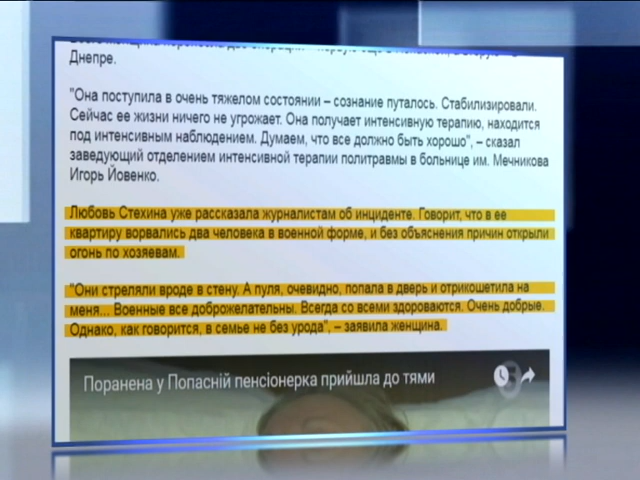 Днепре.
"Она поступила в очень тяжелом состоянии – сознание путалось. Стабилизировали.
Сейчас ее жизни ничего не угрожает. Она получает интенсивную терапию, находится
под интенсивным наблюдением. Думаем, что все должно быть хорошо", – сказал
заведующий отделением интенсивной терапии политравмы в больнице им. Мечникова
Игорь Йовенко.
Любовь Стехина уже рассказала журналистам об инциденте. Говорит, что в ее
квартиру ворвались два человека в военной форме, и без объяснения причин открыли
огонь по хозяевам.
"Они стреляли вроде в стену. А пуля, очевидно, попала в дверь и отрикошетила на
меня... Военные все доброжелательны. Всегда со всеми здороваются. Очень добрые.
Однако, как говорится, в семье не без урода", – заявила женщина.
Поранена у Попасній пенсіонерка прийшла до тями